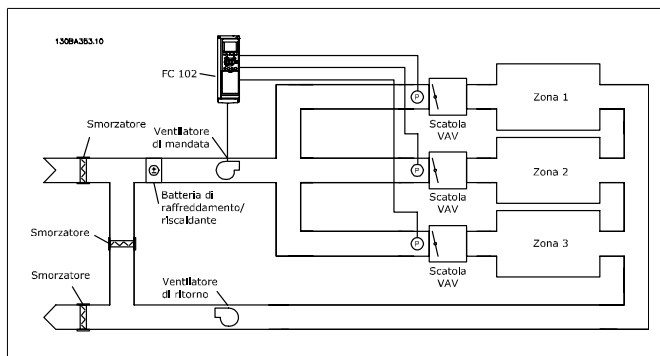 130BA353.10
FC 102
Smorzatore
Ventilatore
di mandata
P
Scatola
VAV
Zona 1
P
Scatola
VAV
Zona 2
Batteria di
raffreddamento/
riscaldante
Smorzatore
P
Scatola
VAV
Zona 3
Smorzatore
Ventilatore
di ritorno